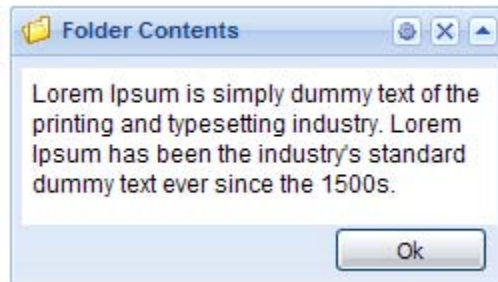 Folder Contents
Lorem Ipsum is simply dummy text of the
printing and typesetting industry. Lorem
Ipsum has been the industry's standard
dummy text ever since the 1500s.
Ok